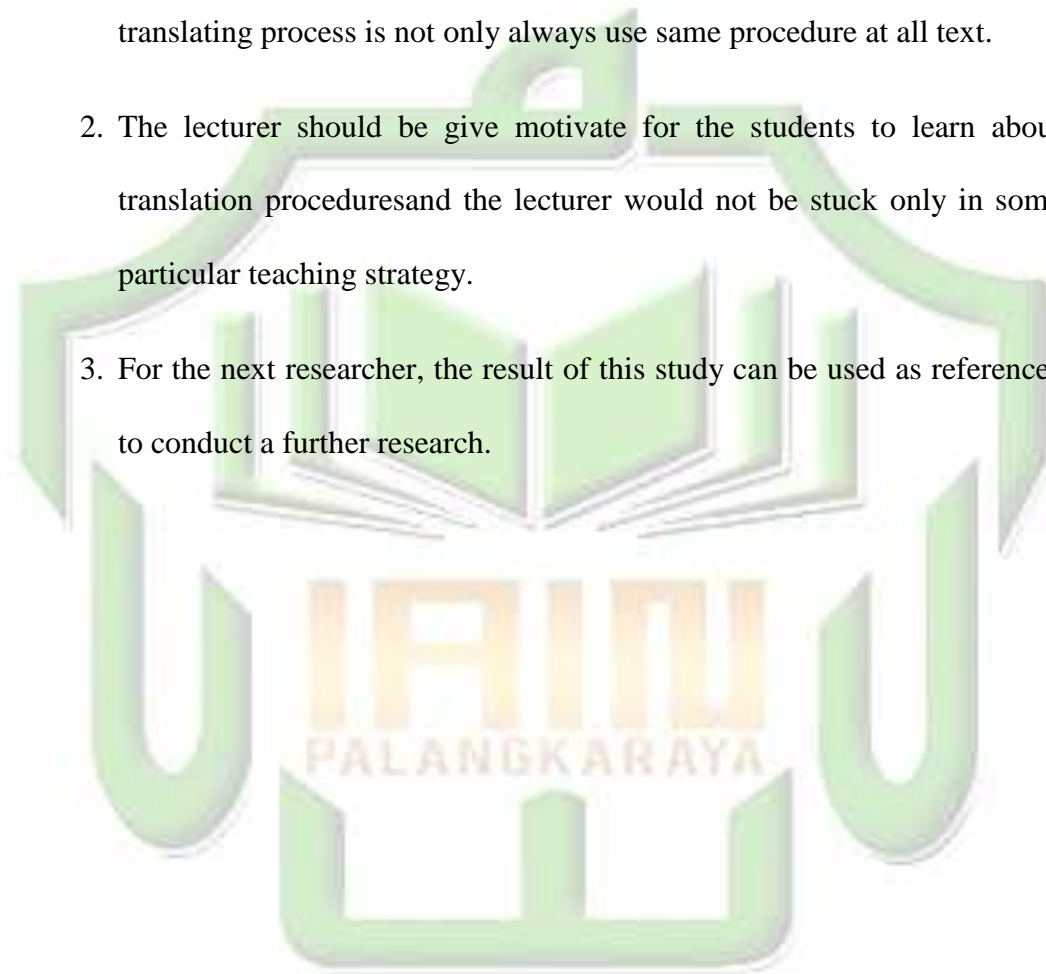 translating process is not only always use same procedure at all text.
2. The lecturer should be give motivate for the students to learn abou
translation proceduresand the lecturer would not be stuck only in som
particular teaching strategy.
3. For the next researcher, the result of this study can be used as reference
to conduct a further research.
IAIN
PALANGKARAYA